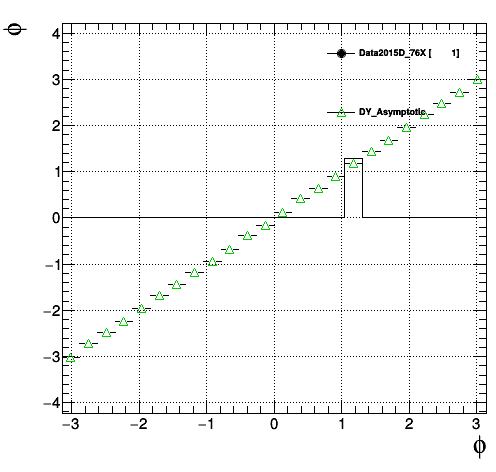 ϕ
4
3
2
1
0
−1
−2
−3
−4
Data2015D_76X [ 1]
DY_Asymptotic
−3 −2 −1 0 1 2 3
ϕ